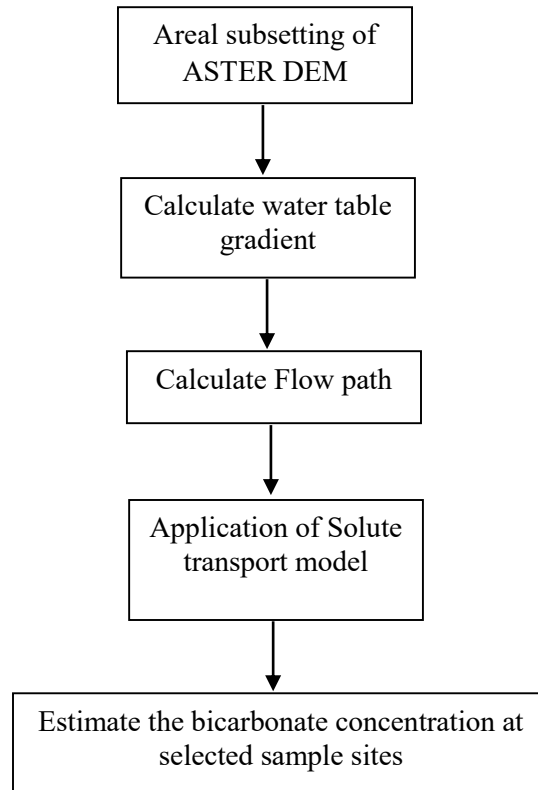 Areal subsetting of
ASTER DEM
Calculate water table
gradient
Calculate Flow path
Application of Solute
transport model
Estimate the bicarbonate concentration at
selected sample sites